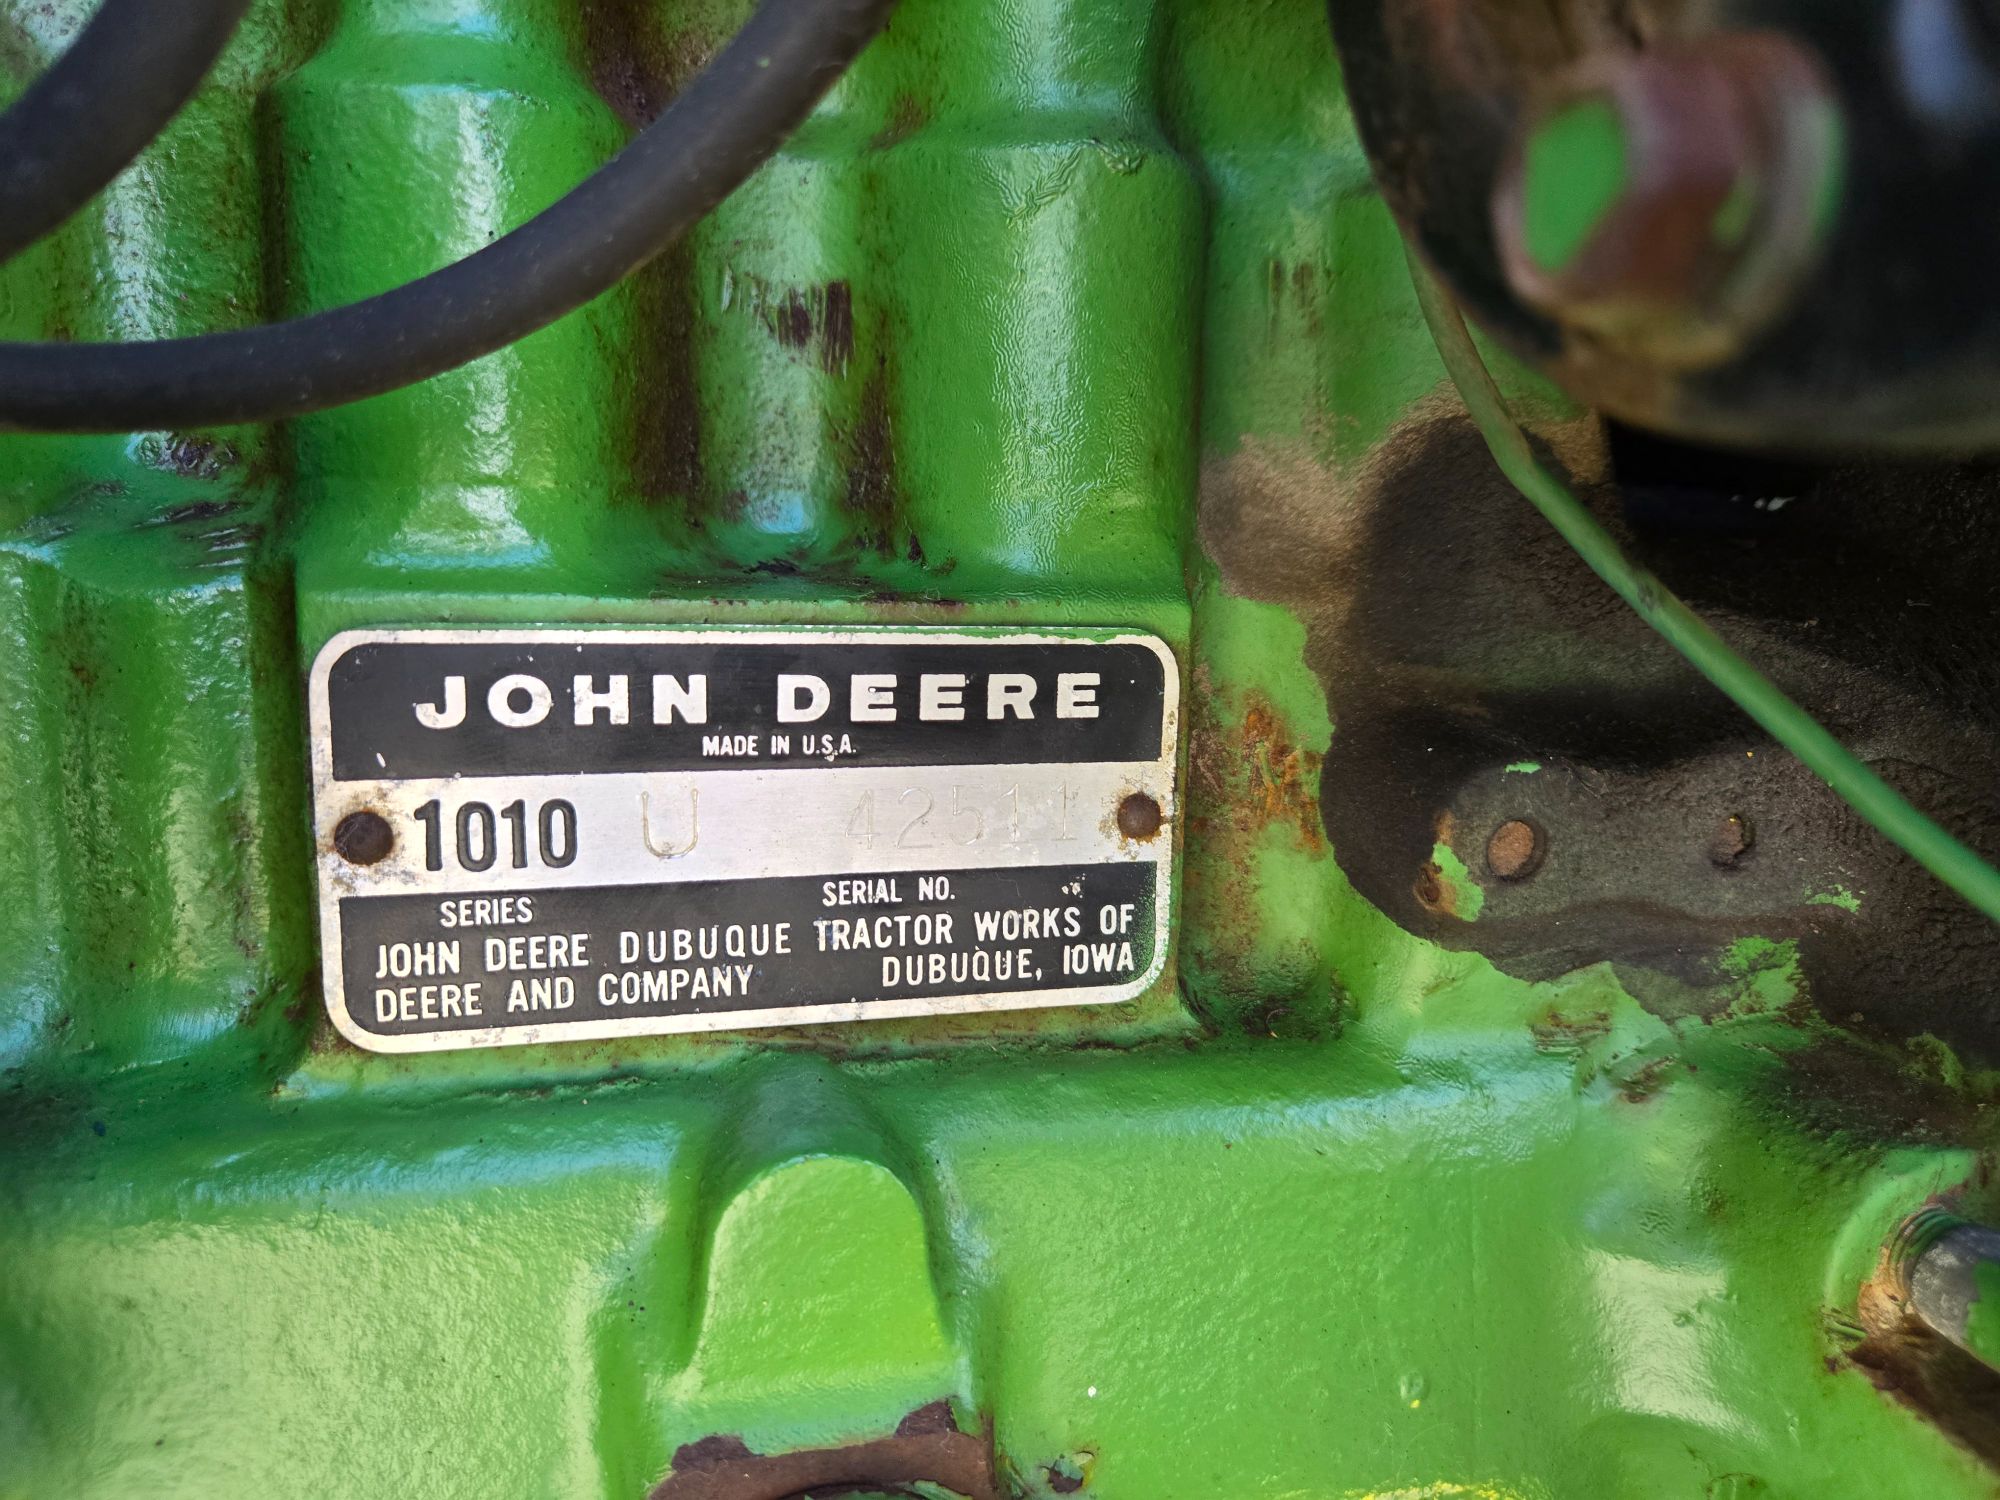 JOHN DEERE
MADE IN U.S.A.
1010 U 42511
SERIES SERIAL NO.
JOHN DEERE DUBUQUE TRACTOR WORKS OF
DEERE AND COMPANY DUBUQUE, IOWA